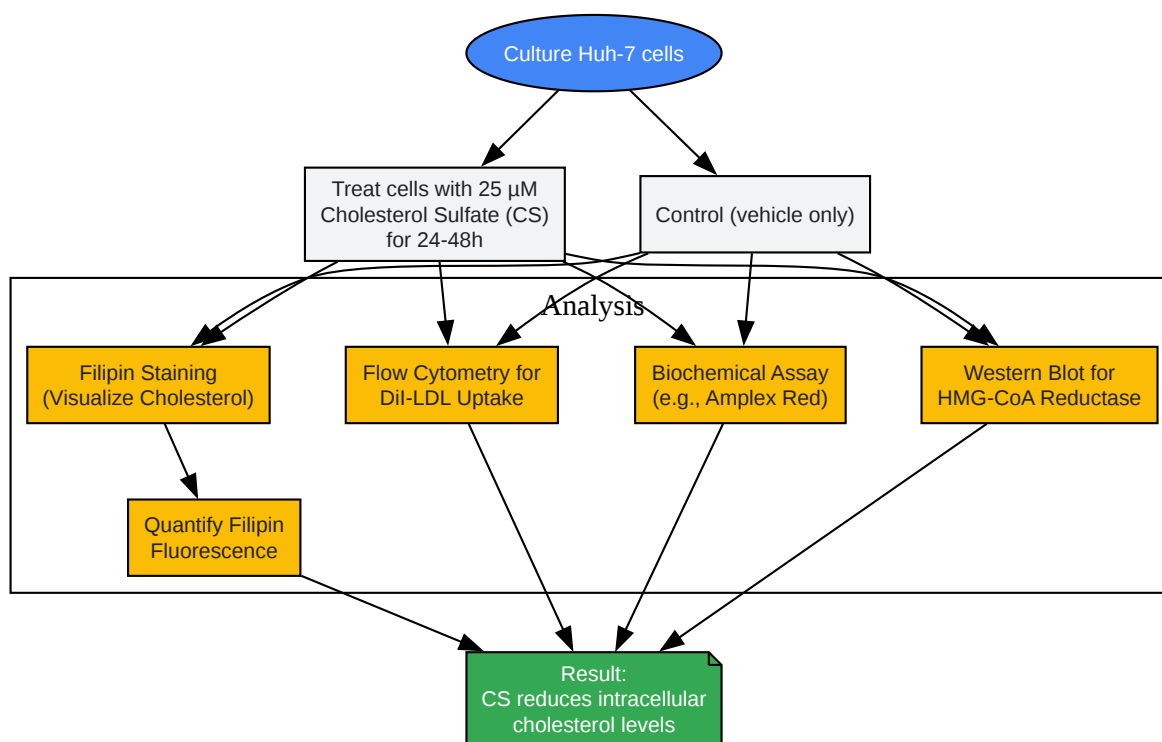 Culture Huh-7 cells
Treat cells with 25 µM
Cholesterol Sulfate (CS)
for 24-48h
Control (vehicle only)
Analysis
Filipin Staining
(Visualize Cholesterol)
Flow Cytometry for
DiI-LDL Uptake
Biochemical Assay
(e.g., Amplex Red)
Western Blot for
HMG-CoA Reductase
Quantify Filipin
Fluorescence
Result:
CS reduces intracellular
cholesterol levels